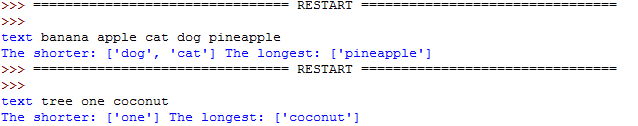 >>> ================================ RESTART ================================
>>>
text banana apple cat dog pineapple
The shorter: ['dog', 'cat'] The longest: ['pineapple']
>>> ================================ RESTART ================================
>>>
text tree one coconut
The shorter: ['one'] The longest: ['coconut']